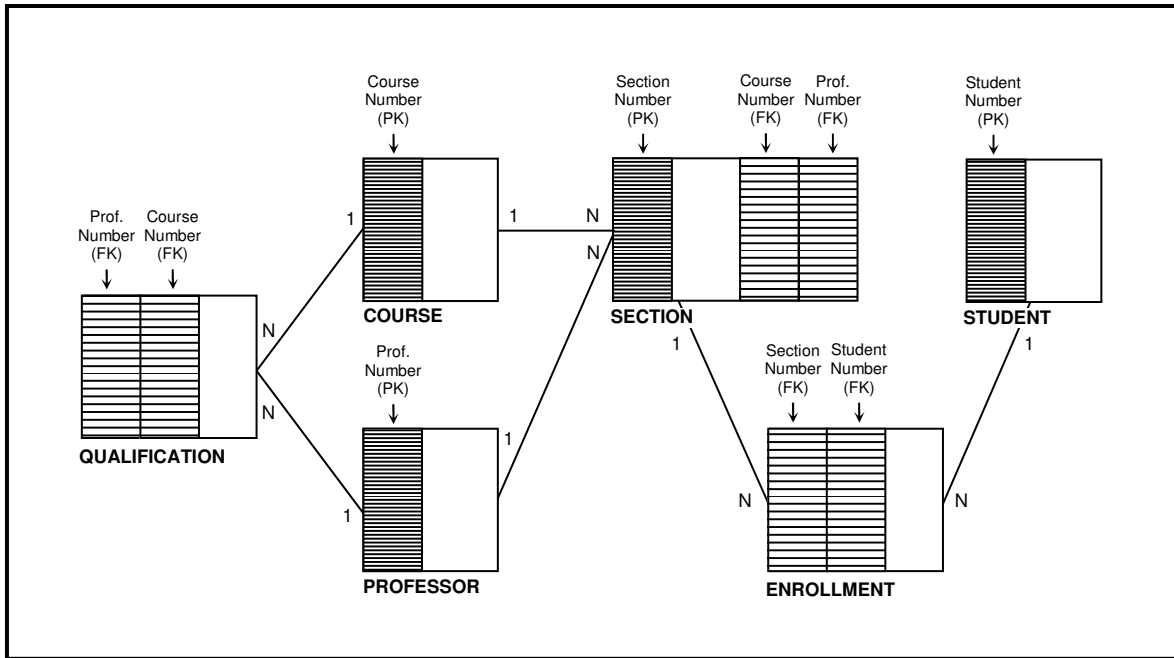 Course
Number
(PK)
Section
Number
(PK)
Course
Number
(FK)
Prof.
Number
(FK)
Student
Number
(PK)
Prof.
Number
(FK)
Course
Number
(FK)
1
1
N
N
COURSE
SECTION
STUDENT
N
N
QUALIFICATION
Prof.
Number
(PK)
1
1
PROFESSOR
1
1
Section
Number
(FK)
Student
Number
(FK)
N
N
ENROLLMENT